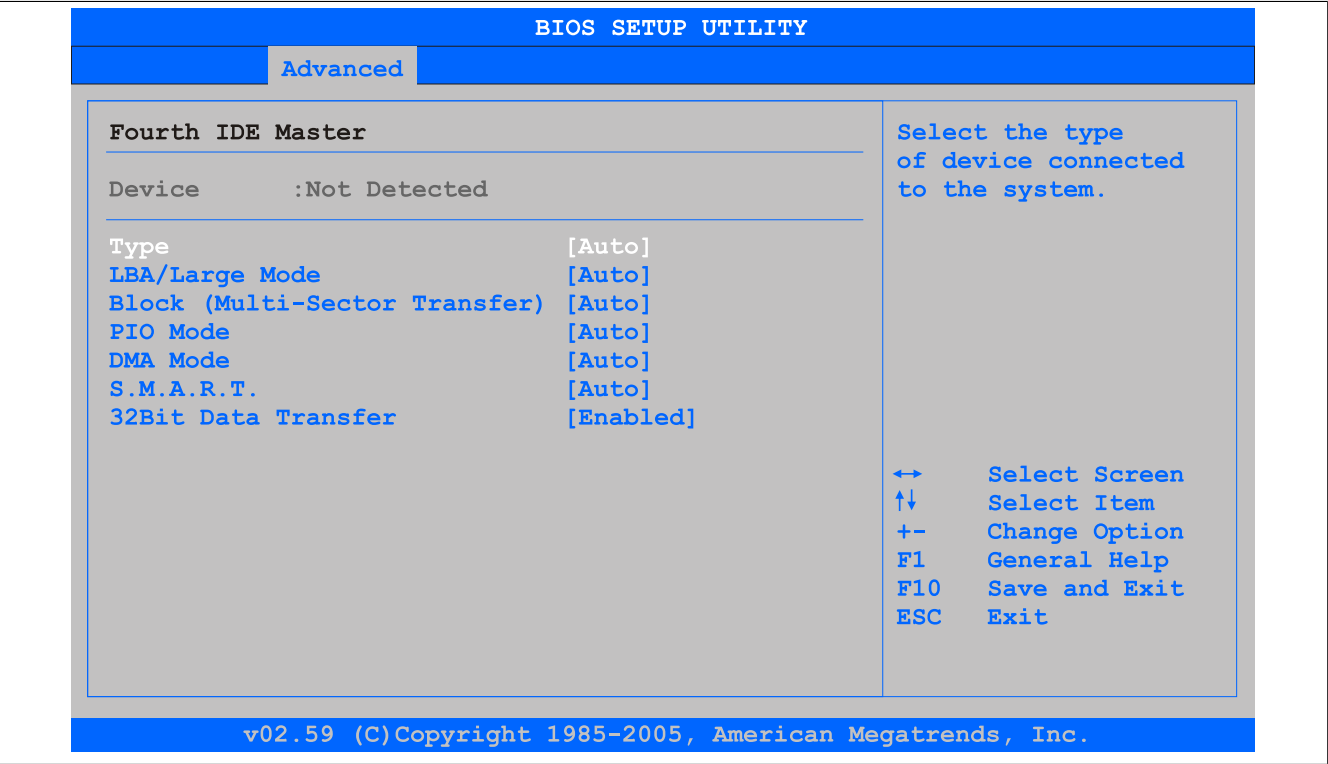 BIOS SETUP UTILITY
Advanced
Fourth IDE Master
Device :Not Detected
Type [Auto]
LBA/Large Mode [Auto]
Block (Multi-Sector Transfer) [Auto]
PIO Mode [Auto]
DMA Mode [Auto]
S.M.A.R.T. [Auto]
32Bit Data Transfer [Enabled]
Select the type
of device connected
to the system.
↔ Select Screen
↑↓ Select Item
+- Change Option
F1 General Help
F10 Save and Exit
ESC Exit
v02.59 (C)Copyright 1985-2005, American Megatrends, Inc.